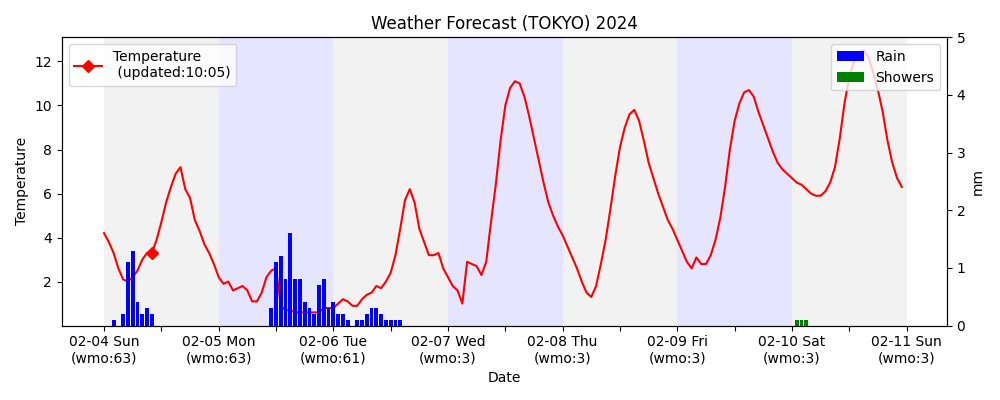 Weather Forecast (TOKYO) 2024
Temperature
(updated:10:05)
Rain
Showers
Temperature
12
10
8
6
4
2
5
4
3
2
1
0
mm
02-04 Sun
(wmo:63)
02-05 Mon
(wmo:63)
02-06 Tue
(wmo:61)
02-07 Wed
(wmo:3)
02-08 Thu
(wmo:3)
02-09 Fri
(wmo:3)
02-10 Sat
(wmo:3)
02-11 Sun
(wmo:3)
Date